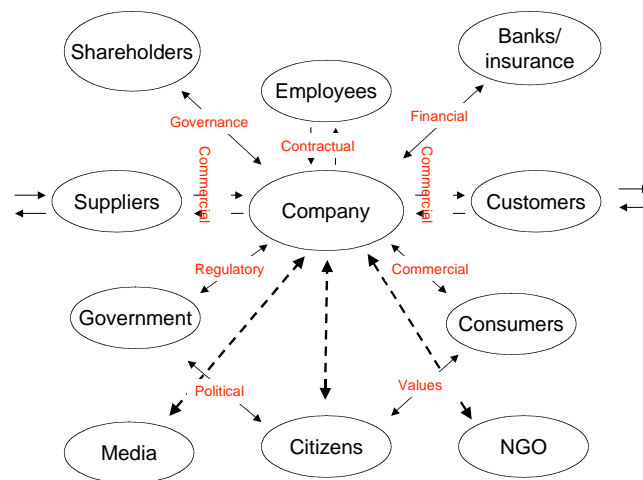 Shareholders
Banks/
insurance
Employees
Governance
Financial
Contractual
Commercial
Commercial
Suppliers
Company
Customers
Regulatory
Commercial
Government
Consumers
Political
Values
Media
Citizens
NGO